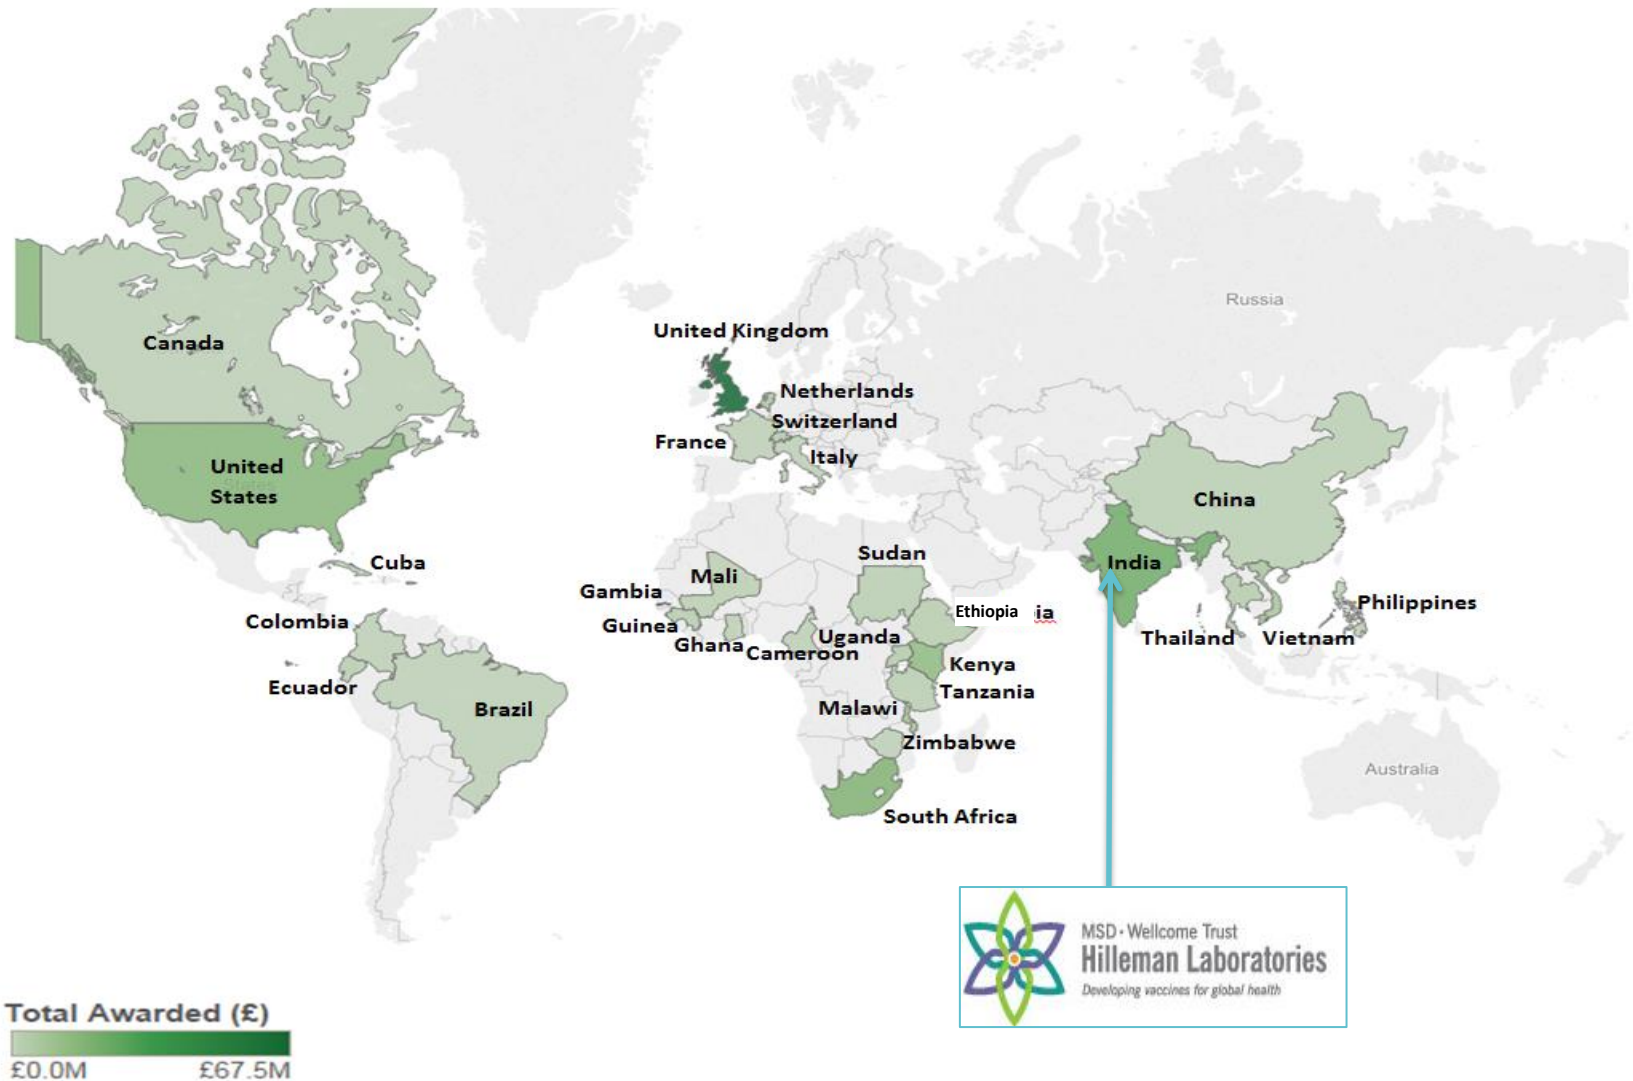 Russia
United Kingdom
Canada
Netherlands
Switzerland
France
Italy
United
States
States
China
Sudan
Cuba
India
Mali
Gambia
Philippines
Ethiopia ia
Colombia
Guinea
Uganda
Thailand
Vietnam
Ghana
Cameroon
Kenya
Ecuador
Tanzania
Brazil
Malawi
Zimbabwe
Australia
South Africa
MSD · Wellcome Trust
Hilleman Laboratories
Developing vaccines for global health
Total Awarded (£)
£0.0M £67.5M